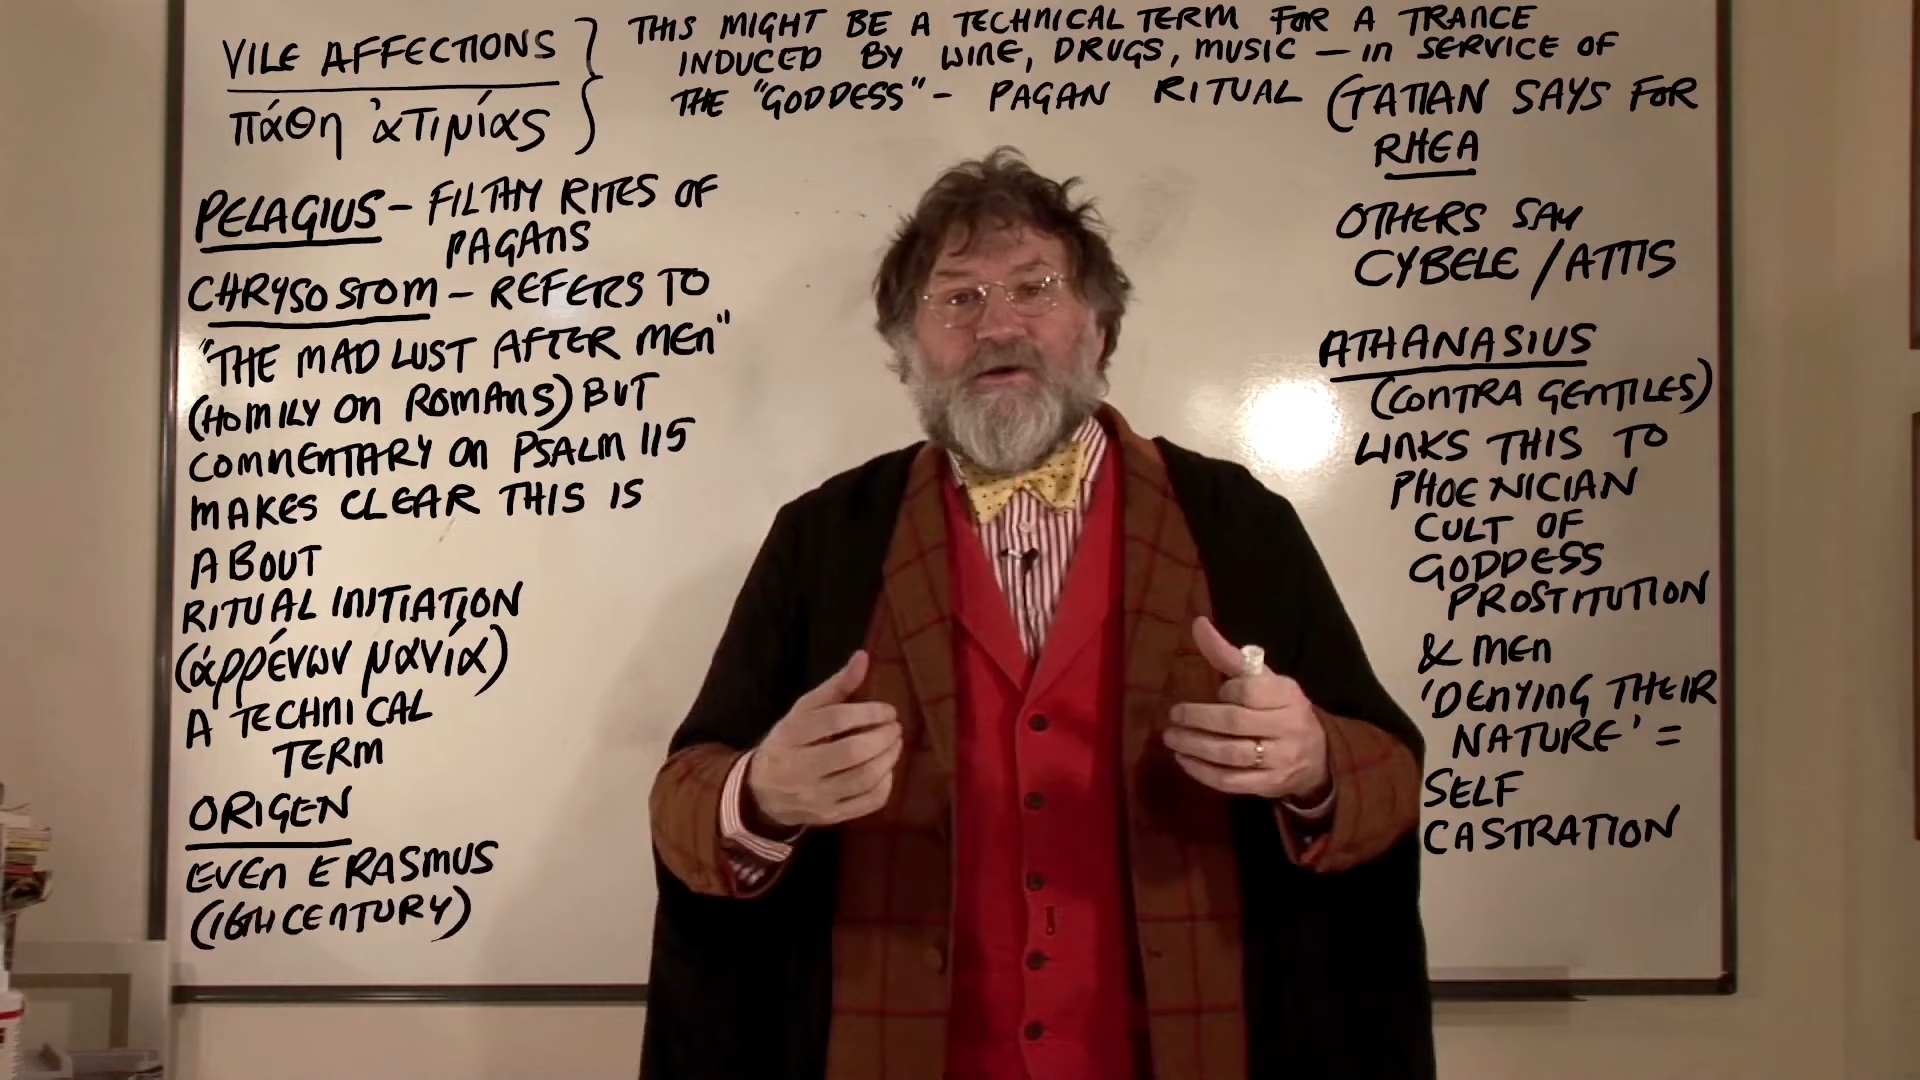 VILE AFFECTIONS
πάθη ἀτιμίας
THIS MIGHT BE A TECHNICAL TERM FOR A TRANCE
INDUCED BY WINE, DRUGS, MUSIC — IN SERVICE OF
THE "GODDESS" - PAGAN RITUAL (TATIAN SAYS FOR
RHEA
PELAGIUS - FILTHY RITES OF
PAGANS
CHRYSOSTOM - REFERS TO
"THE MAD LUST AFTER MEN"
(HOMILY ON ROMANS) BUT
COMMENTARY ON PSALM 115
MAKES CLEAR THIS IS
ABOUT
RITUAL INITIATION
(άρρένων μανία)
A TECHNICAL
TERM
ORIGEN
EVEN ERASMUS
(16TH CENTURY)
OTHERS SAY
CYBELE / ATTIS
ATHANASIUS
(CONTRA GENTILES)
LINKS THIS TO
PHOENICIAN
CULT OF
GODDESS
PROSTITUTION
& MEN
'DENYING THEIR
NATURE' =
SELF
CASTRATION